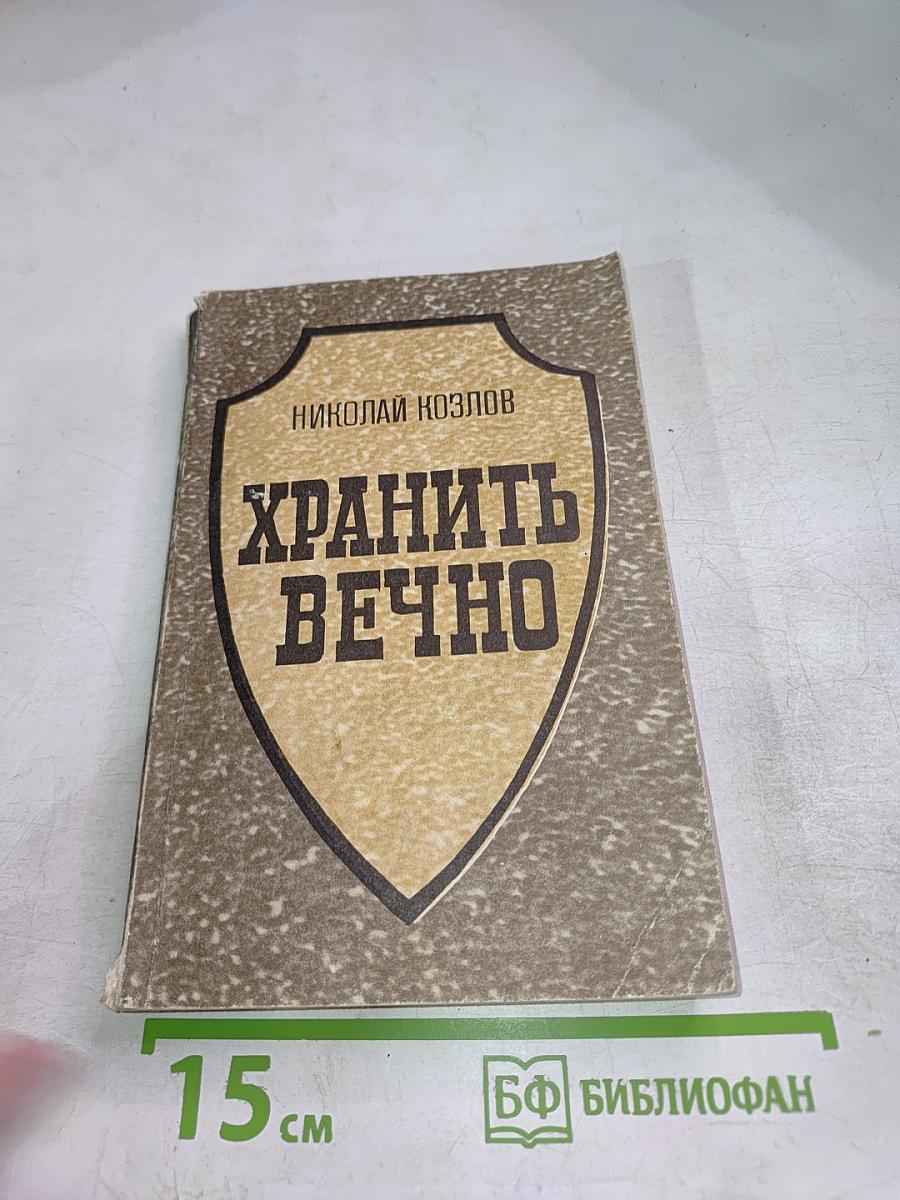 НИКОЛАЙ КОЗЛОВ
ХРАНИТЬ
ВЕЧНО
15 см
БФ БИБЛИОФАН